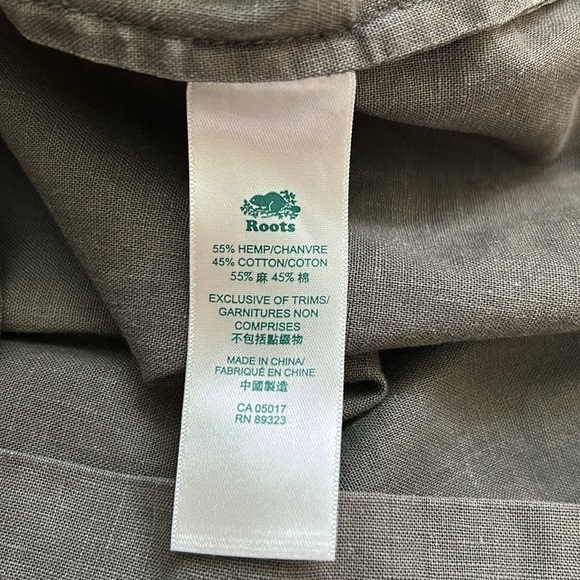 Roots
55% HEMP/CHANVRE
45% COTTON/COTON
55% 麻 45% 棉
EXCLUSIVE OF TRIMS/
GARNITURES NON
COMPRISES
不包括點綴物
MADE IN CHINA/
FABRIQUÉ EN CHINE
中國製造
CA 05017
RN 89323